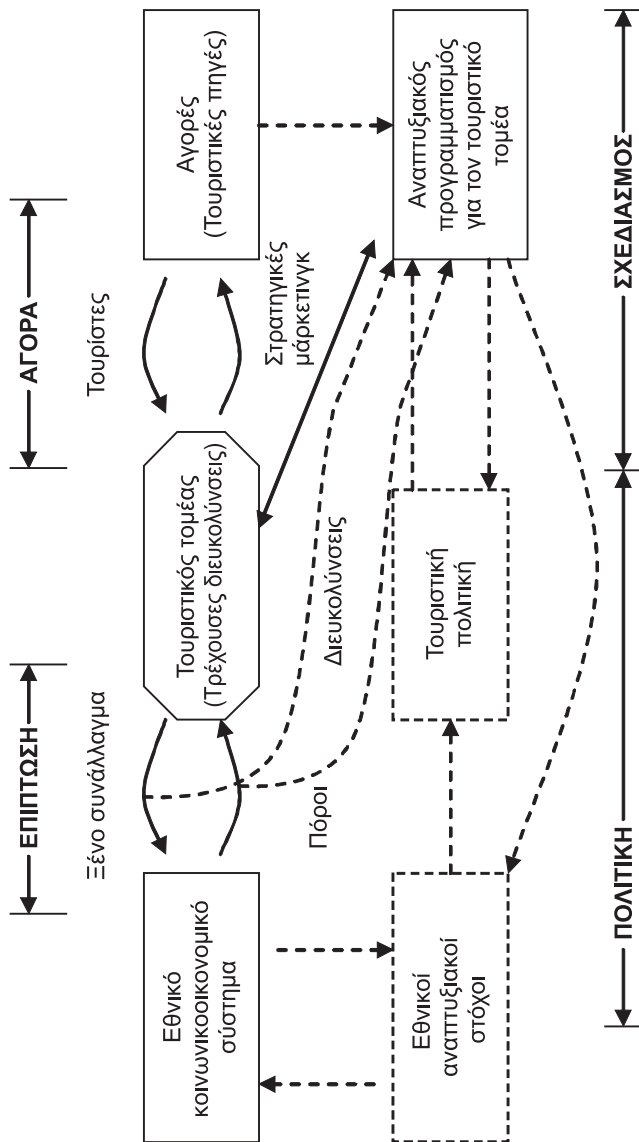 ΕΠΙΠΤΩΣΗ
ΑΓΟΡΑ
Ξένο συνάλλαγμα
Τουρίστες
Εθνικό
κοινωνικοοικονομικό
σύστημα
Τουριστικός τομέας
(Τρέχουσες διευκολύνσεις)
Αγορές
(Τουριστικές πηγές)
Πόροι
Διευκολύνσεις
Στρατηγικές
μάρκετινγκ
Εθνικοί
αναπτυξιακοί
στόχοι
Τουριστική
πολιτική
Αναπτυξιακός
προγραμματισμός
για τον τουριστικό
τομέα
ΠΟΛΙΤΙΚΗ
ΣΧΕΔΙΑΣΜΟΣ